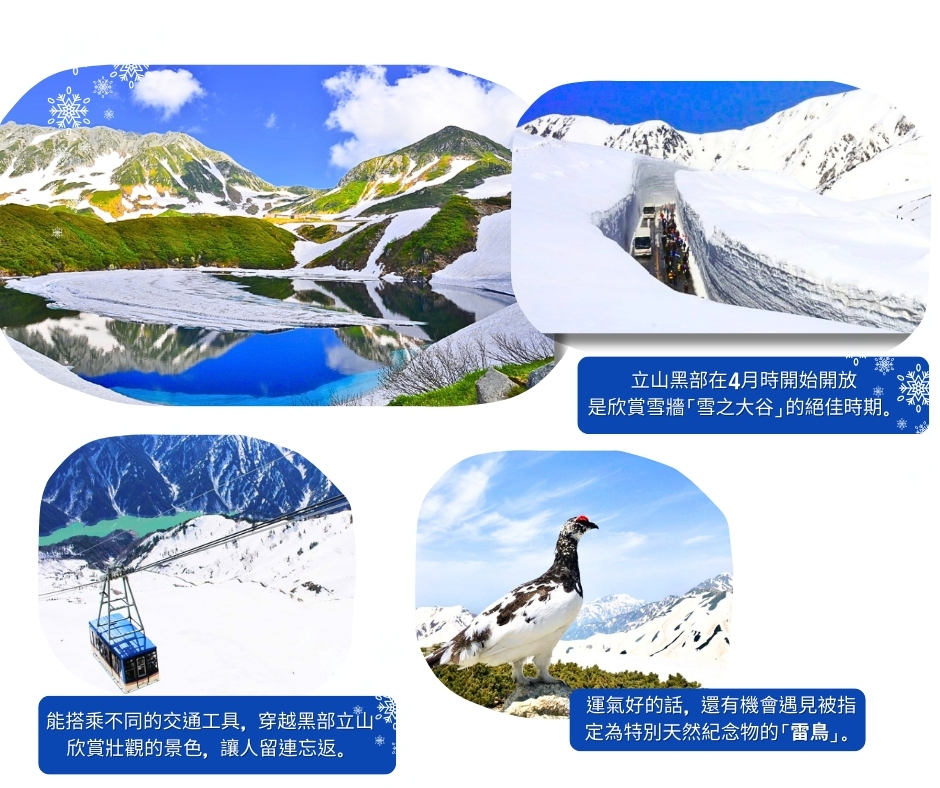 立山黑部在4月時開始開放
是欣賞雪牆「雪之大谷」的絕佳時期。
能搭乘不同的交通工具，穿越黑部立山
欣賞壯觀的景色，讓人留連忘返。
運氣好的話，還有機會遇見被指
定為特別天然紀念物的「雷鳥」。